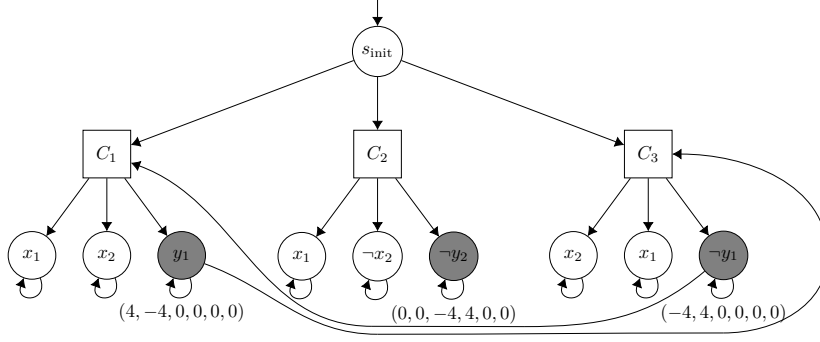 s_init
C_1 C_2 C_3
x_1 x_2 y_1 x_1 ¬x_2 ¬y_2 x_2 x_1 ¬y_1
(4, −4, 0, 0, 0, 0) (0, 0, −4, 4, 0, 0) (−4, 4, 0, 0, 0, 0)